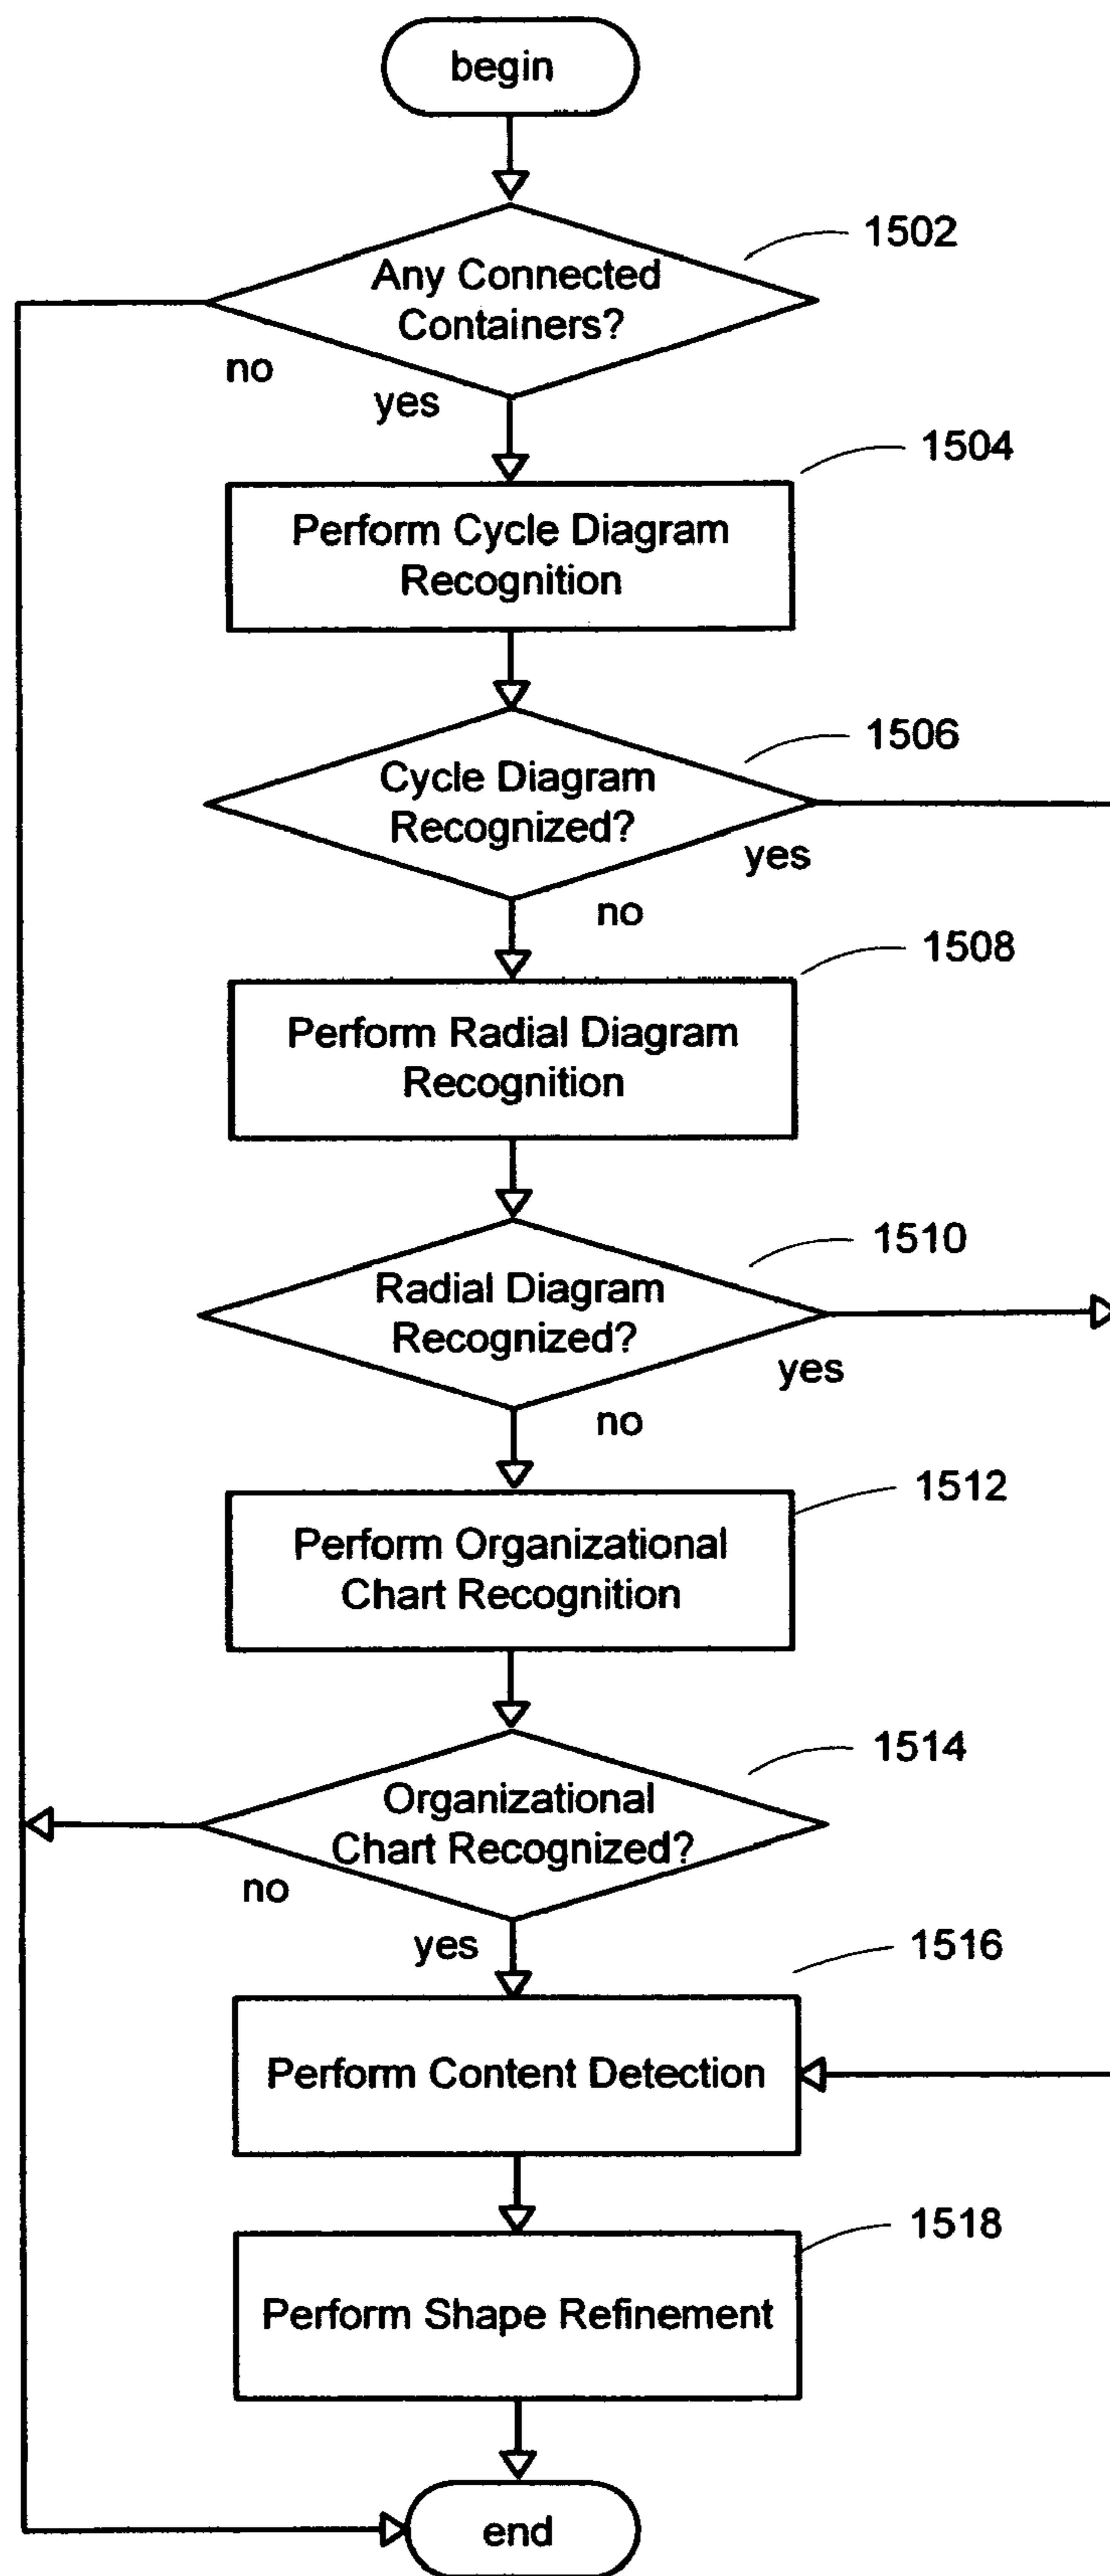 begin
1502
Any Connected
Containers?
no
yes
1504
Perform Cycle Diagram
Recognition
1506
Cycle Diagram
Recognized?
yes
no
1508
Perform Radial Diagram
Recognition
1510
Radial Diagram
Recognized?
yes
no
1512
Perform Organizational
Chart Recognition
1514
Organizational
Chart Recognized?
no
yes
1516
Perform Content Detection
1518
Perform Shape Refinement
end